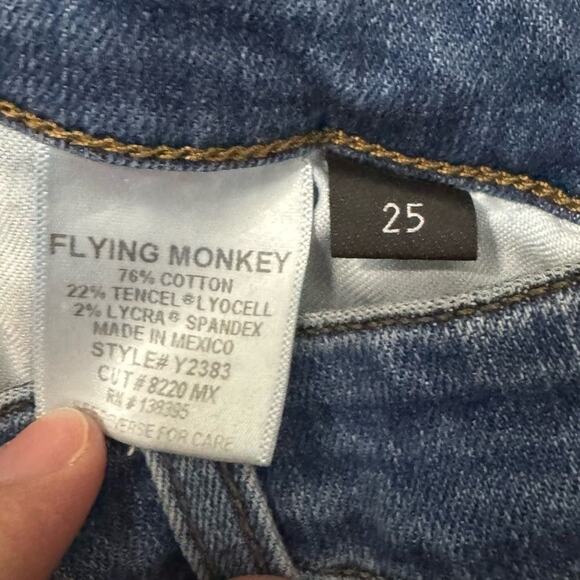 FLYING MONKEY
76% COTTON
22% TENCEL® LYOCELL
2% LYCRA® SPANDEX
MADE IN MEXICO
STYLE# Y2383
CUT# 8220 MX
RN # 138395
REVERSE FOR CARE
25